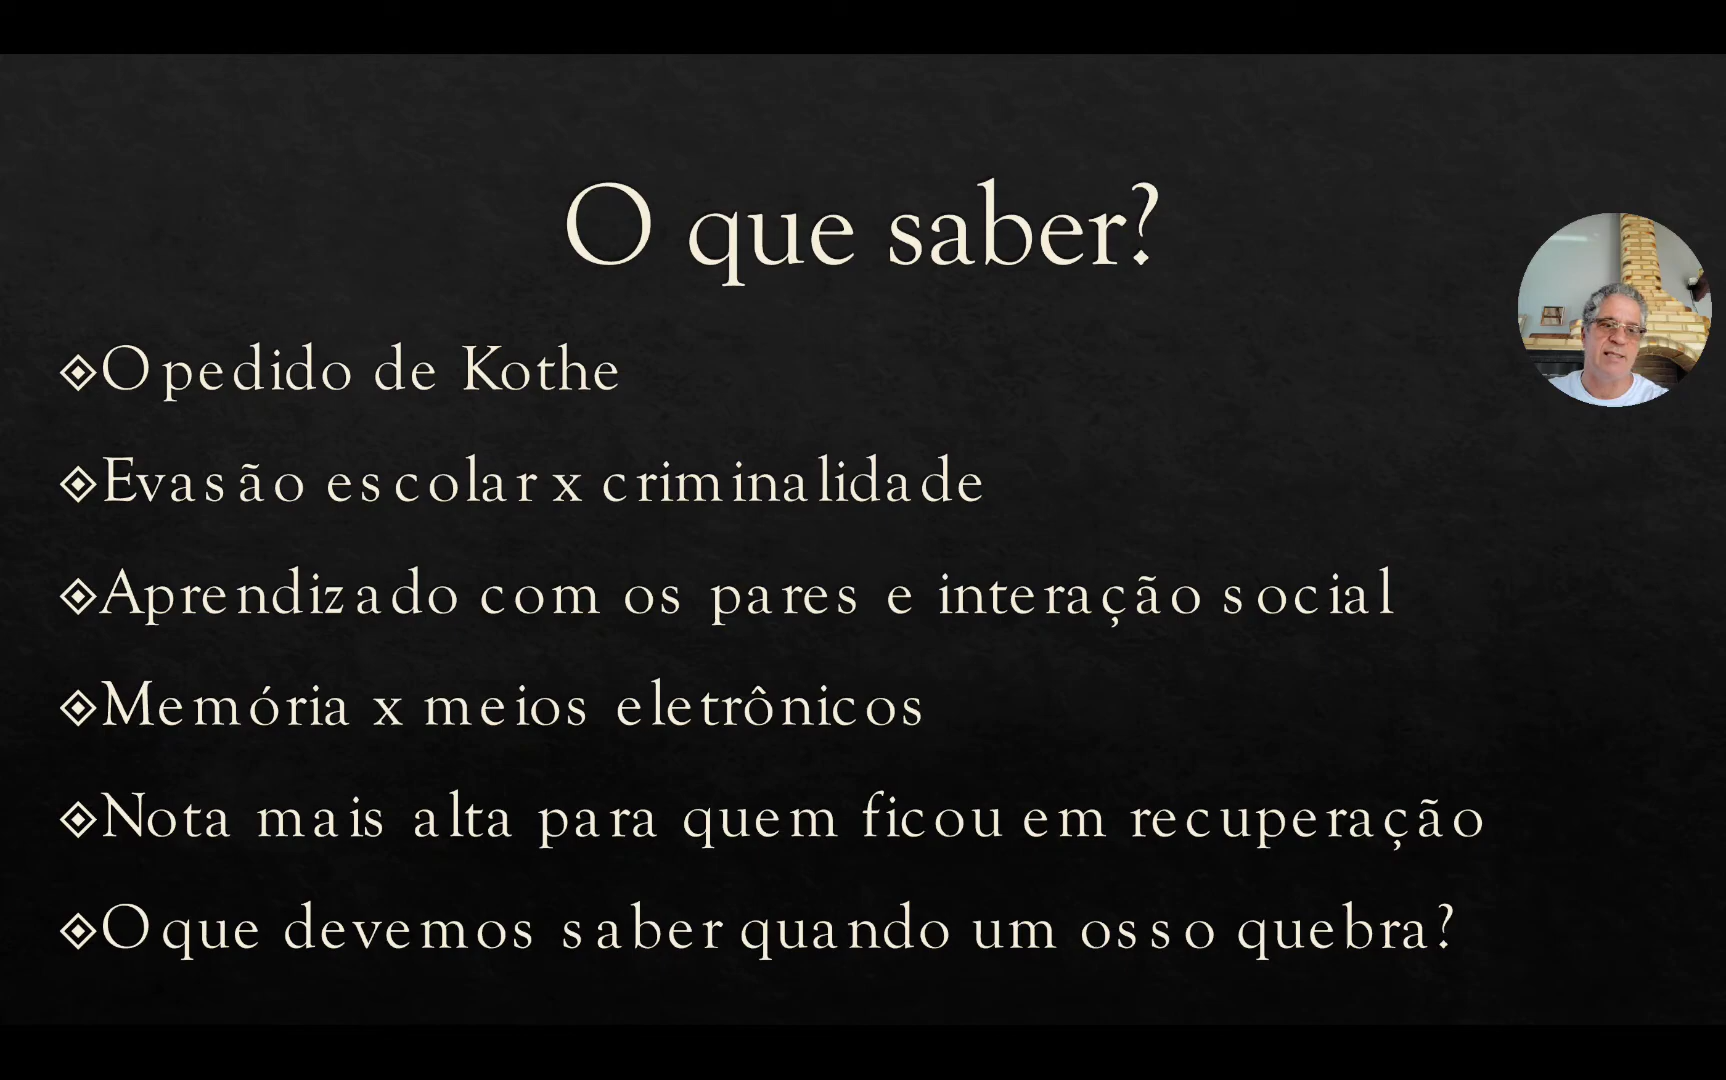 O que saber?
O pedido de Kothe
Evasão escolar x criminalidade
Aprendizado com os pares e interação social
Memória x meios eletrônicos
Nota mais alta para quem ficou em recuperação
O que devemos saber quando um osso quebra?